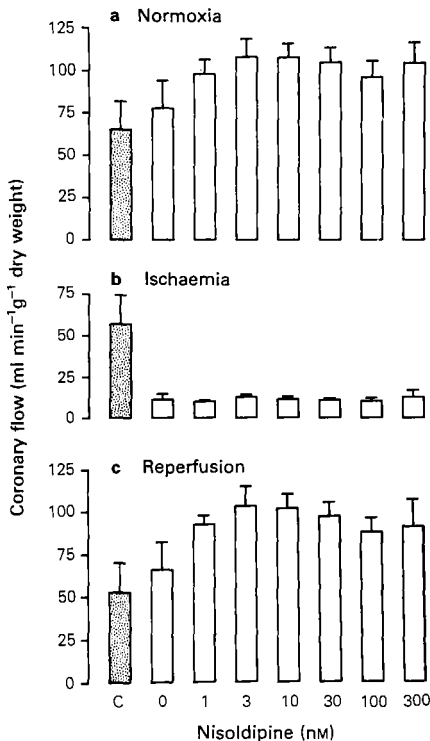 a Normoxia
125
100
75
50
25
0
b Ischaemia
75
50
25
0
c Reperfusion
125
100
75
50
25
0
C 0 1 3 10 30 100 300
Nisoldipine (nM)
Coronary flow (ml min⁻¹g⁻¹ dry weight)